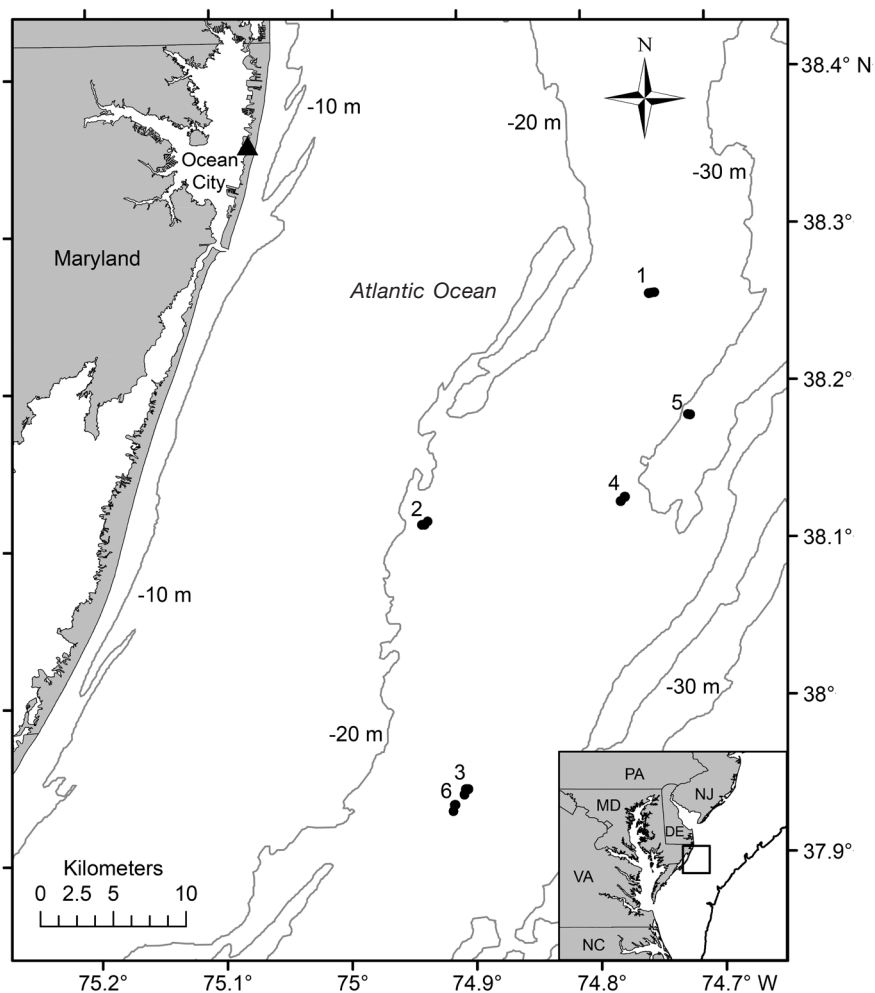 N
38.4° N
-10 m
-20 m
Ocean
City
-30 m
38.3°
Maryland
1
Atlantic Ocean
38.2°
5
4
2
38.1°
-10 m
-30 m
38°
-20 m
3
6
PA
NJ
MD
DE
VA
NC
37.9°
Kilometers
0 2.5 5 10
75.2° 75.1° 75° 74.9° 74.8° 74.7° W